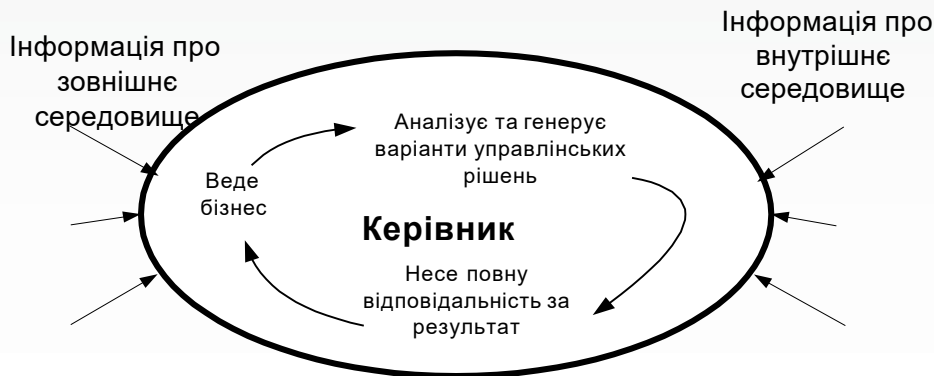 Інформація про
зовнішнє
середовище
Інформація про
внутрішнє
середовище
Аналізує та генерує
варіанти управлінських
рішень
Веде
бізнес
Керівник
Несе повну
відповідальність за
результат